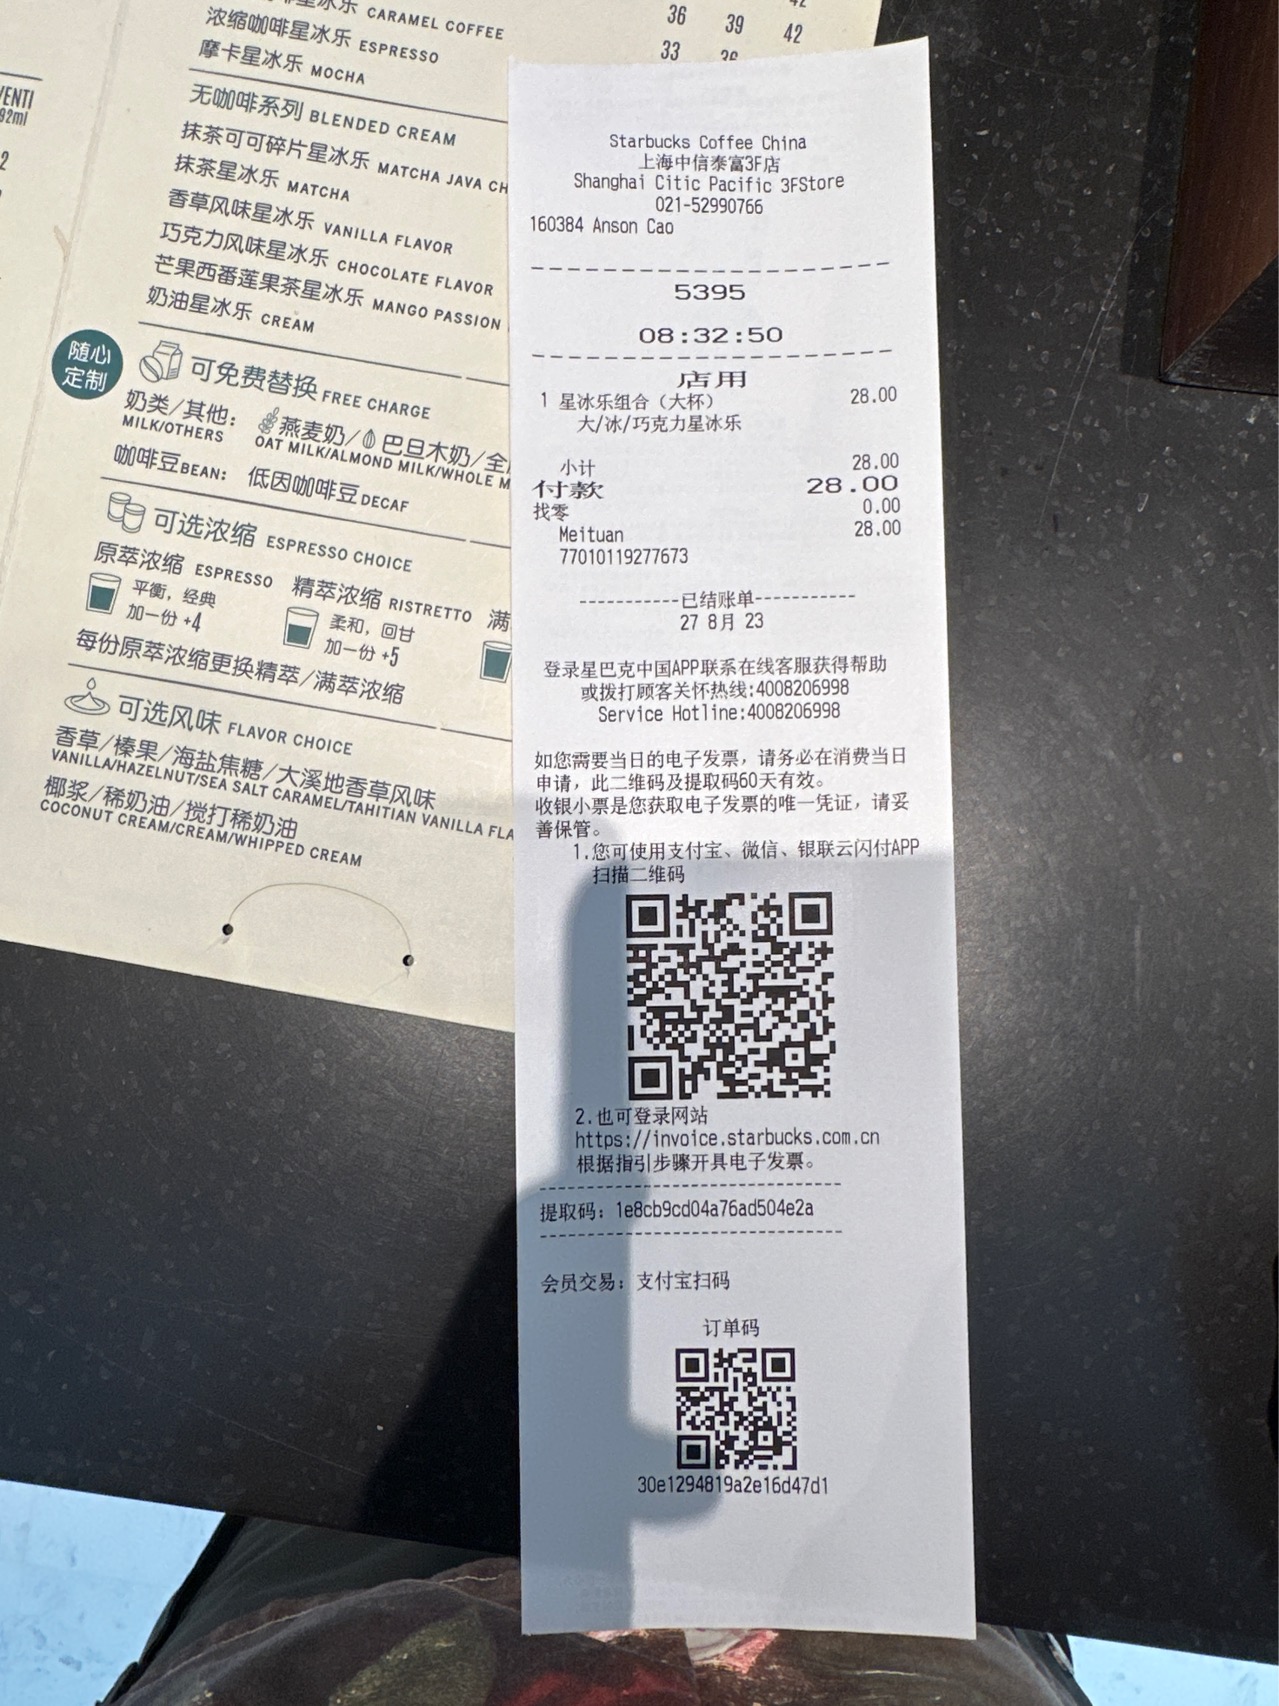 CARAMEL COFFEE
浓缩咖啡星冰乐 ESPRESSO 36 39 42
摩卡星冰乐 MOCHA 33
无咖啡系列 BLENDED CREAM
抹茶可可碎片星冰乐 MATCHA JAVA CH
抹茶星冰乐 MATCHA
香草风味星冰乐 VANILLA FLAVOR
巧克力风味星冰乐 CHOCOLATE FLAVOR
芒果西番莲果茶星冰乐 MANGO PASSION
奶油星冰乐 CREAM
随心
定制
可免费替换 FREE CHARGE
奶类/其他： 燕麦奶/ 巴旦木奶/全
MILK/OTHERS OAT MILK/ALMOND MILK/WHOLE M
咖啡豆BEAN： 低因咖啡豆 DECAF
可选浓缩 ESPRESSO CHOICE
原萃浓缩 ESPRESSO 精萃浓缩 RISTRETTO 满
平衡，经典
加一份 +4
柔和，回甘
加一份 +5
每份原萃浓缩更换精萃/满萃浓缩
可选风味 FLAVOR CHOICE
香草/榛果/海盐焦糖/大溪地香草风味
VANILLA/HAZELNUT/SEA SALT CARAMEL/TAHITIAN VANILLA FLA
椰浆/稀奶油/搅打稀奶油
COCONUT CREAM/CREAM/WHIPPED CREAM
Starbucks Coffee China
上海中信泰富3F店
Shanghai Citic Pacific 3FStore
021-52990766
160384 Anson Cao
5395
08:32:50
店用
1 星冰乐组合（大杯） 28.00
大/冰/巧克力星冰乐
小计 28.00
付款 28.00
找零 0.00
Meituan 28.00
77010119277673
-----------已结账单-----------
27 8月 23
登录星巴克中国APP联系在线客服获得帮助
或拨打顾客关怀热线:4008206998
Service Hotline:4008206998
如您需要当日的电子发票，请务必在消费当日
申请，此二维码及提取码60天有效。
收银小票是您获取电子发票的唯一凭证，请妥
善保管。
1.您可使用支付宝、微信、银联云闪付APP
扫描二维码
2.也可登录网站
https://invoice.starbucks.com.cn
根据指引步骤开具电子发票。
提取码：1e8cb9cd04a76ad504e2a
会员交易：支付宝扫码
订单码
30e1294819a2e16d47d1